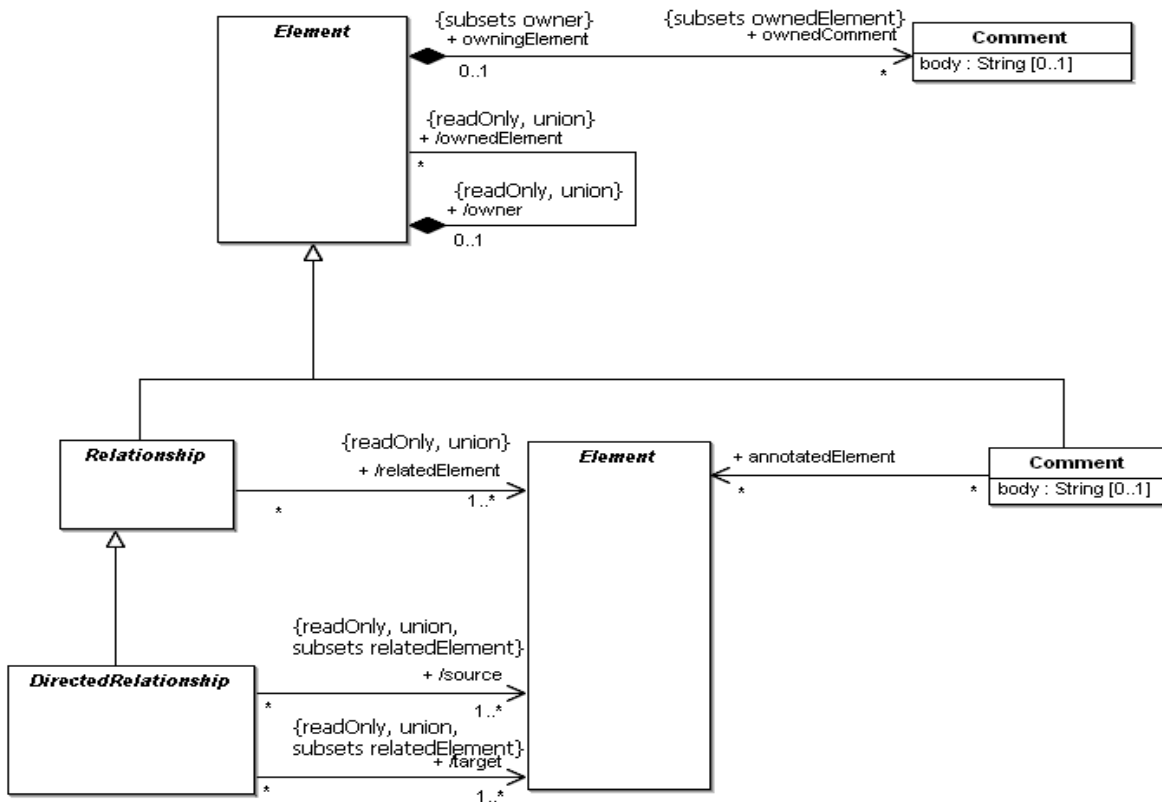 Element
{subsets owner}
+ owningElement
0..1
{subsets ownedElement}
+ ownedComment
*
Comment
body : String [0..1]
{readOnly, union}
+ /ownedElement
*
{readOnly, union}
+ /owner
0..1
Relationship
{readOnly, union}
+ /relatedElement
*
1..*
Element
+ annotatedElement
*
*
Comment
body : String [0..1]
DirectedRelationship
{readOnly, union,
subsets relatedElement}
+ /source
*
1..*
{readOnly, union,
subsets relatedElement}
+ /target
*
1..*